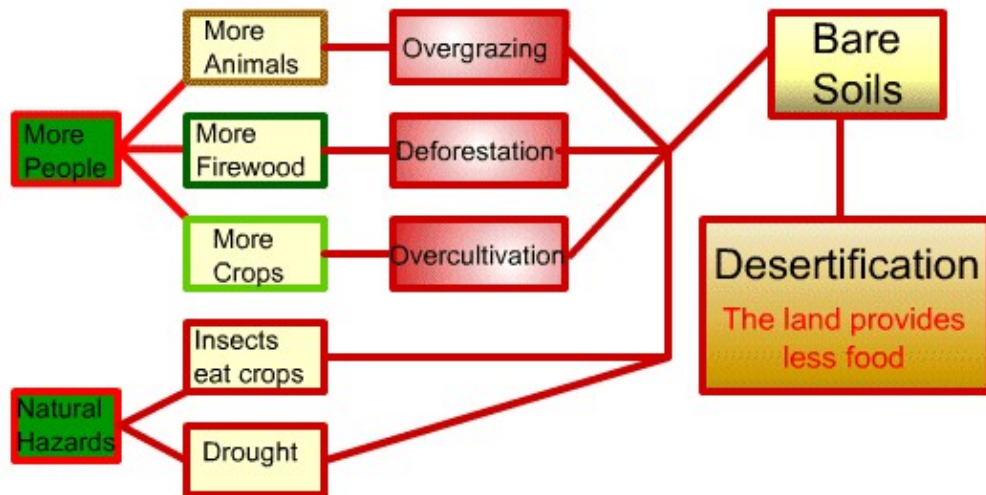 More
Animals
Overgrazing
Bare
Soils
More
People
More
Firewood
Deforestation
More
Crops
Overcultivation
Desertification
The land provides
less food
Insects
eat crops
Natural
Hazards
Drought